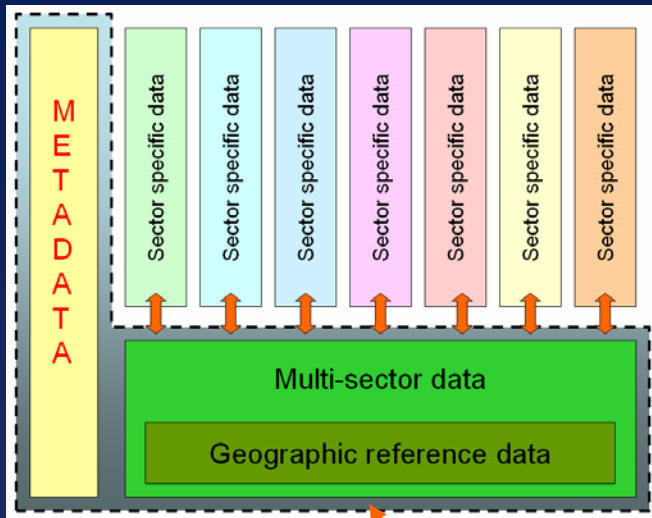 METADATA
Sector specific data
Sector specific data
Sector specific data
Sector specific data
Sector specific data
Sector specific data
Sector specific data
Multi-sector data
Geographic reference data